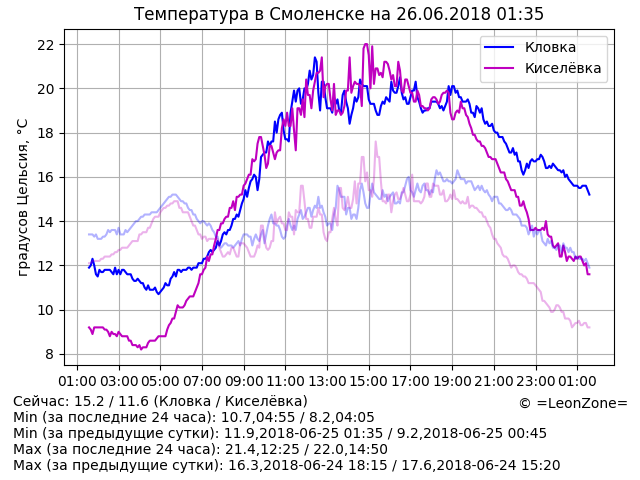 Температура в Смоленске на 26.06.2018 01:35
градусов Цельсия, °C
22
20
18
16
14
12
10
8
Кловка
Киселёвка
01:00 03:00 05:00 07:00 09:00 11:00 13:00 15:00 17:00 19:00 21:00 23:00 01:00
Сейчас: 15.2 / 11.6 (Кловка / Киселёвка)
© =LeonZone=
Min (за последние 24 часа): 10.7,04:55 / 8.2,04:05
Min (за предыдущие сутки): 11.9,2018-06-25 01:35 / 9.2,2018-06-25 00:45
Max (за последние 24 часа): 21.4,12:25 / 22.0,14:50
Max (за предыдущие сутки): 16.3,2018-06-24 18:15 / 17.6,2018-06-24 15:20